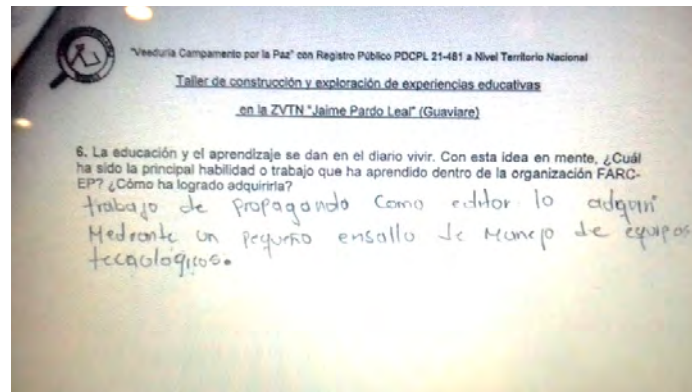 "Veeduría Campamento por la Paz" con Registro Público PDCPL 21-481 a Nivel Territorio Nacional
Taller de construcción y exploración de experiencias educativas
en la ZVTN "Jaime Pardo Leal" (Guaviare)
6. La educación y el aprendizaje se dan en el diario vivir. Con esta idea en mente, ¿Cuál
ha sido la principal habilidad o trabajo que ha aprendido dentro de la organización FARC-
EP? ¿Cómo ha logrado adquirirla?
trabajo de propaganda como editor lo adquirí
Mediante un pequeño ensallo de Manejo de equipos
tecnologicos.